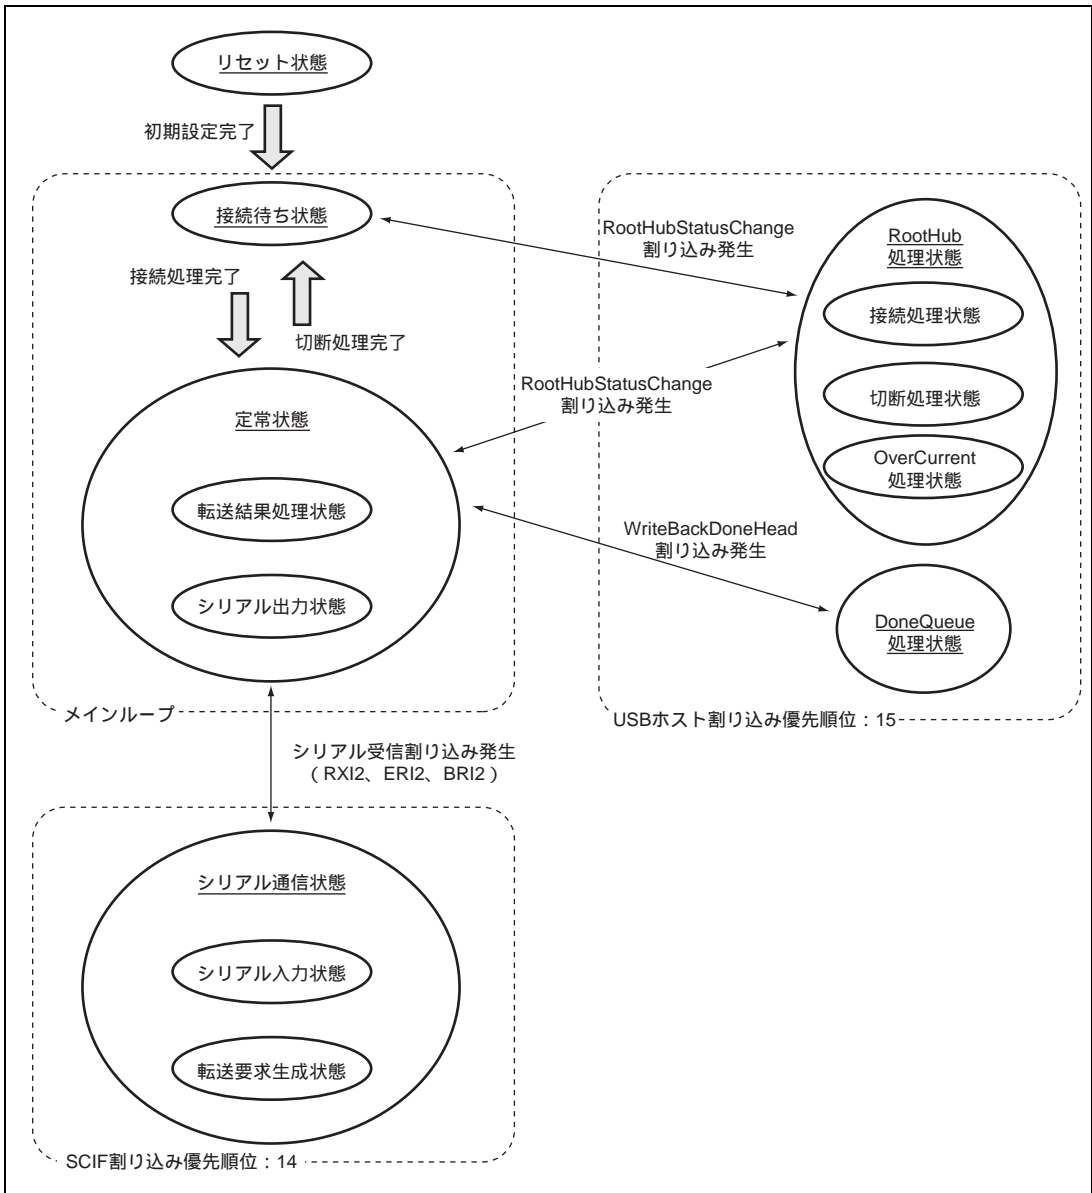 リセット状態
初期設定完了
接続待ち状態
接続処理完了
切断処理完了
定常状態
転送結果処理状態
シリアル出力状態
メインループ
RootHubStatusChange
割り込み発生
RootHubStatusChange
割り込み発生
WriteBackDoneHead
割り込み発生
RootHub
処理状態
接続処理状態
切断処理状態
OverCurrent
処理状態
DoneQueue
処理状態
USBホスト割り込み優先順位：15
シリアル受信割り込み発生
（RXI2、ERI2、BRI2）
シリアル通信状態
シリアル入力状態
転送要求生成状態
SCIF割り込み優先順位：14